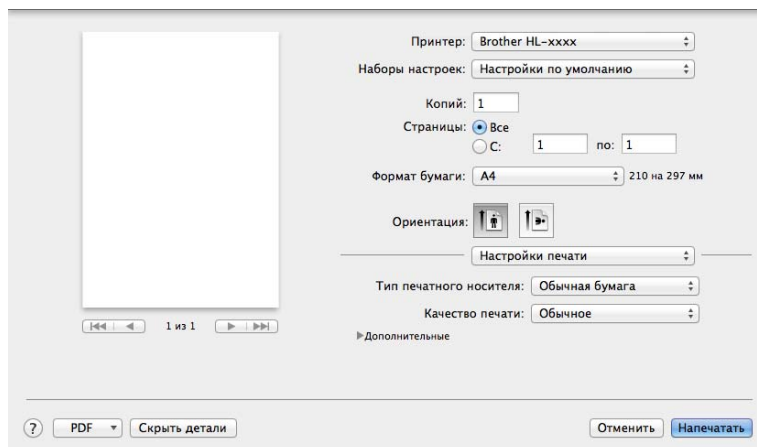 Принтер: Brother HL-xxxx
Наборы настроек: Настройки по умолчанию
Копий: 1
Страницы: Все
С: 1 по: 1
Формат бумаги: A4 210 на 297 мм
Ориентация:
Настройки печати
Тип печатного носителя: Обычная бумага
Качество печати: Обычное
Дополнительные
1 из 1
? PDF Скрыть детали Отменить Напечатать